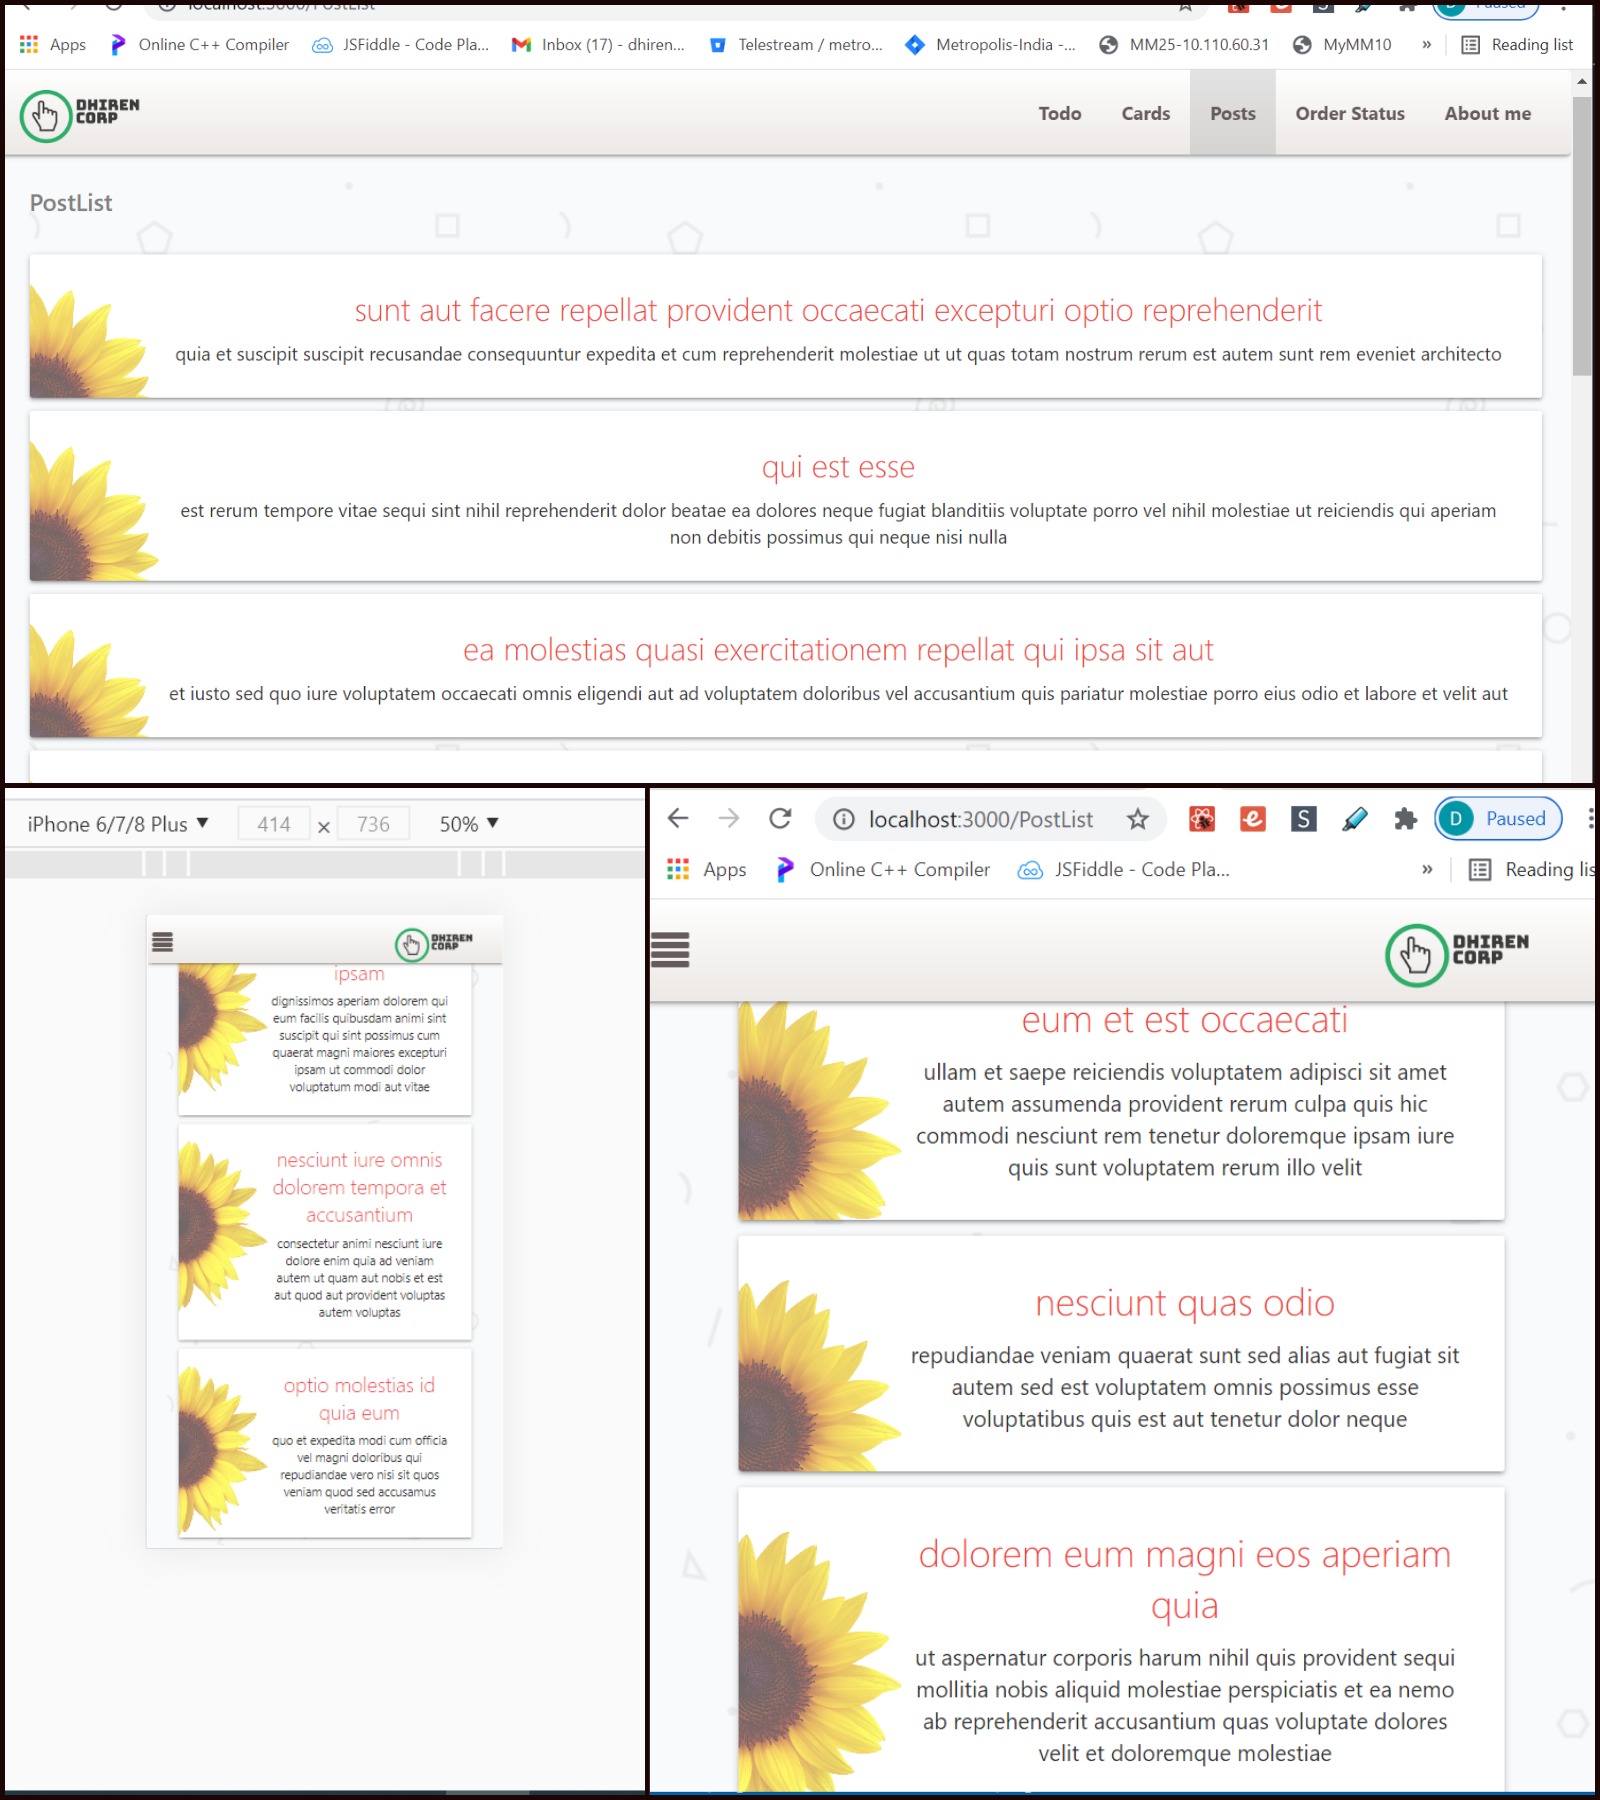 localhost:3000/PostList
Paused
Apps
Online C++ Compiler
JSFiddle - Code Pla...
Inbox (17) - dhiren...
Telestream / metro...
Metropolis-India -...
MM25-10.110.60.31
MyMM10
»
Reading list
DHIREN
CORP
Todo
Cards
Posts
Order Status
About me
PostList
sunt aut facere repellat provident occaecati excepturi optio reprehenderit
quia et suscipit suscipit recusandae consequuntur expedita et cum reprehenderit molestiae ut ut quas totam nostrum rerum est autem sunt rem eveniet architecto
qui est esse
est rerum tempore vitae sequi sint nihil reprehenderit dolor beatae ea dolores neque fugiat blanditiis voluptate porro vel nihil molestiae ut reiciendis qui aperiam
non debitis possimus qui neque nisi nulla
ea molestias quasi exercitationem repellat qui ipsa sit aut
et iusto sed quo iure voluptatem occaecati omnis eligendi aut ad voluptatem doloribus vel accusantium quis pariatur molestiae porro eius odio et labore et velit aut
iPhone 6/7/8 Plus ▼
414 × 736
50% ▼
DHIREN
CORP
ipsam
dignissimos aperiam dolorem qui
eum facilis quibusdam animi sint
suscipit qui sint possimus cum
quaerat magni maiores excepturi
ipsam ut commodi dolor
voluptatum modi aut vitae
nesciunt iure omnis
dolorem tempora et
accusantium
consectetur animi nesciunt iure
dolore enim quia ad veniam
autem ut quam aut nobis et est
aut quod aut provident voluptas
autem voluptas
optio molestias id
quia eum
quo et expedita modi cum officia
vel magni doloribus qui
repudiandae vero nisi sit quos
veniam quod sed accusamus
veritatis error
localhost:3000/PostList
S
D
Paused
Apps
Online C++ Compiler
JSFiddle - Code Pla...
»
Reading lis
DHIREN
CORP
eum et est occaecati
ullam et saepe reiciendis voluptatem adipisci sit amet
autem assumenda provident rerum culpa quis hic
commodi nesciunt rem tenetur doloremque ipsam iure
quis sunt voluptatem rerum illo velit
nesciunt quas odio
repudiandae veniam quaerat sunt sed alias aut fugiat sit
autem sed est voluptatem omnis possimus esse
voluptatibus quis est aut tenetur dolor neque
dolorem eum magni eos aperiam
quia
ut aspernatur corporis harum nihil quis provident sequi
mollitia nobis aliquid molestiae perspiciatis et ea nemo
ab reprehenderit accusantium quas voluptate dolores
velit et doloremque molestiae